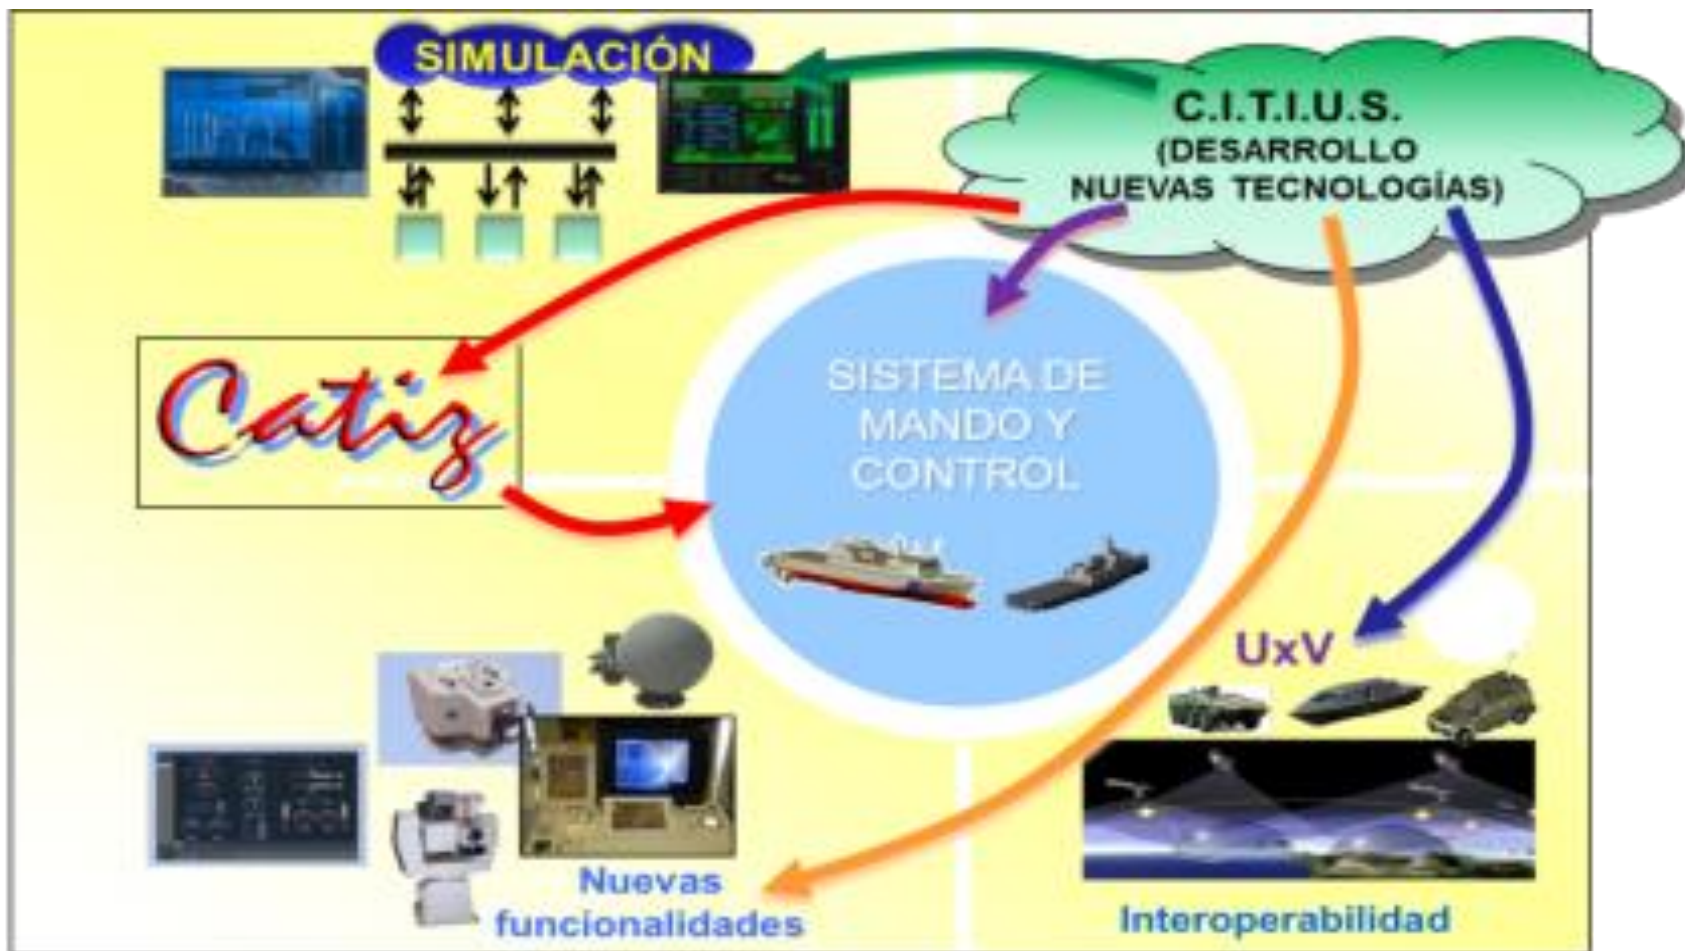 SIMULACIÓN
C.I.T.I.U.S.
(DESARROLLO
NUEVAS TECNOLOGÍAS)
Catiz
SISTEMA DE
MANDO Y
CONTROL
UxV
Nuevas
funcionalidades
Interoperabilidad